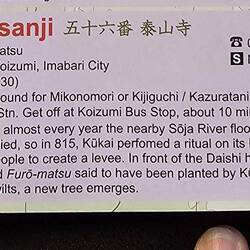 sanji 五十六番 泰山寺
atsu
oizumi, Imabari City
30)
ound for Mikonomori or Kijiguchi / Kazuratani
Stn. Get off at Koizumi Bus Stop, about 10 mi
almost every year the nearby Sōja River floo
ied, so in 815, Kūkai perfomed a ritual on its
eople to create a levee. In front of the Daishi h
d Furō-matsu said to have been planted by Kū
vilts, a new tree emerges.